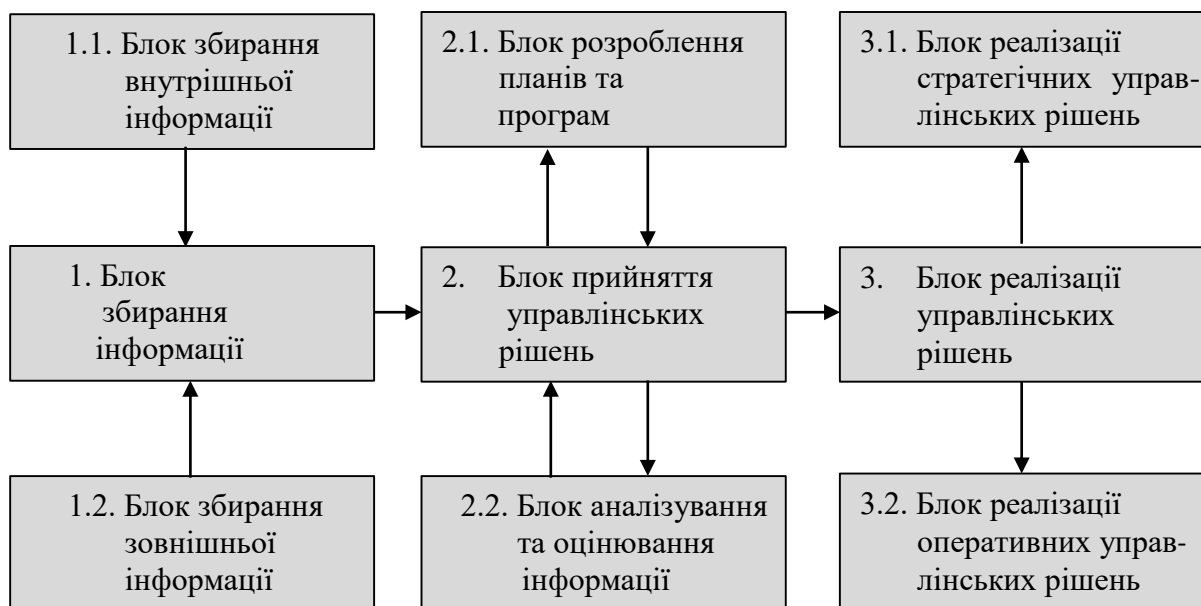 1.1. Блок збирання
внутрішньої
інформації
2.1. Блок розроблення
планів та
програм
3.1. Блок реалізації
стратегічних управ-
лінських рішень
1. Блок
збирання
інформації
2. Блок прийняття
управлінських
рішень
3. Блок реалізації
управлінських
рішень
1.2. Блок збирання
зовнішньої
інформації
2.2. Блок аналізування
та оцінювання
інформації
3.2. Блок реалізації
оперативних управ-
лінських рішень